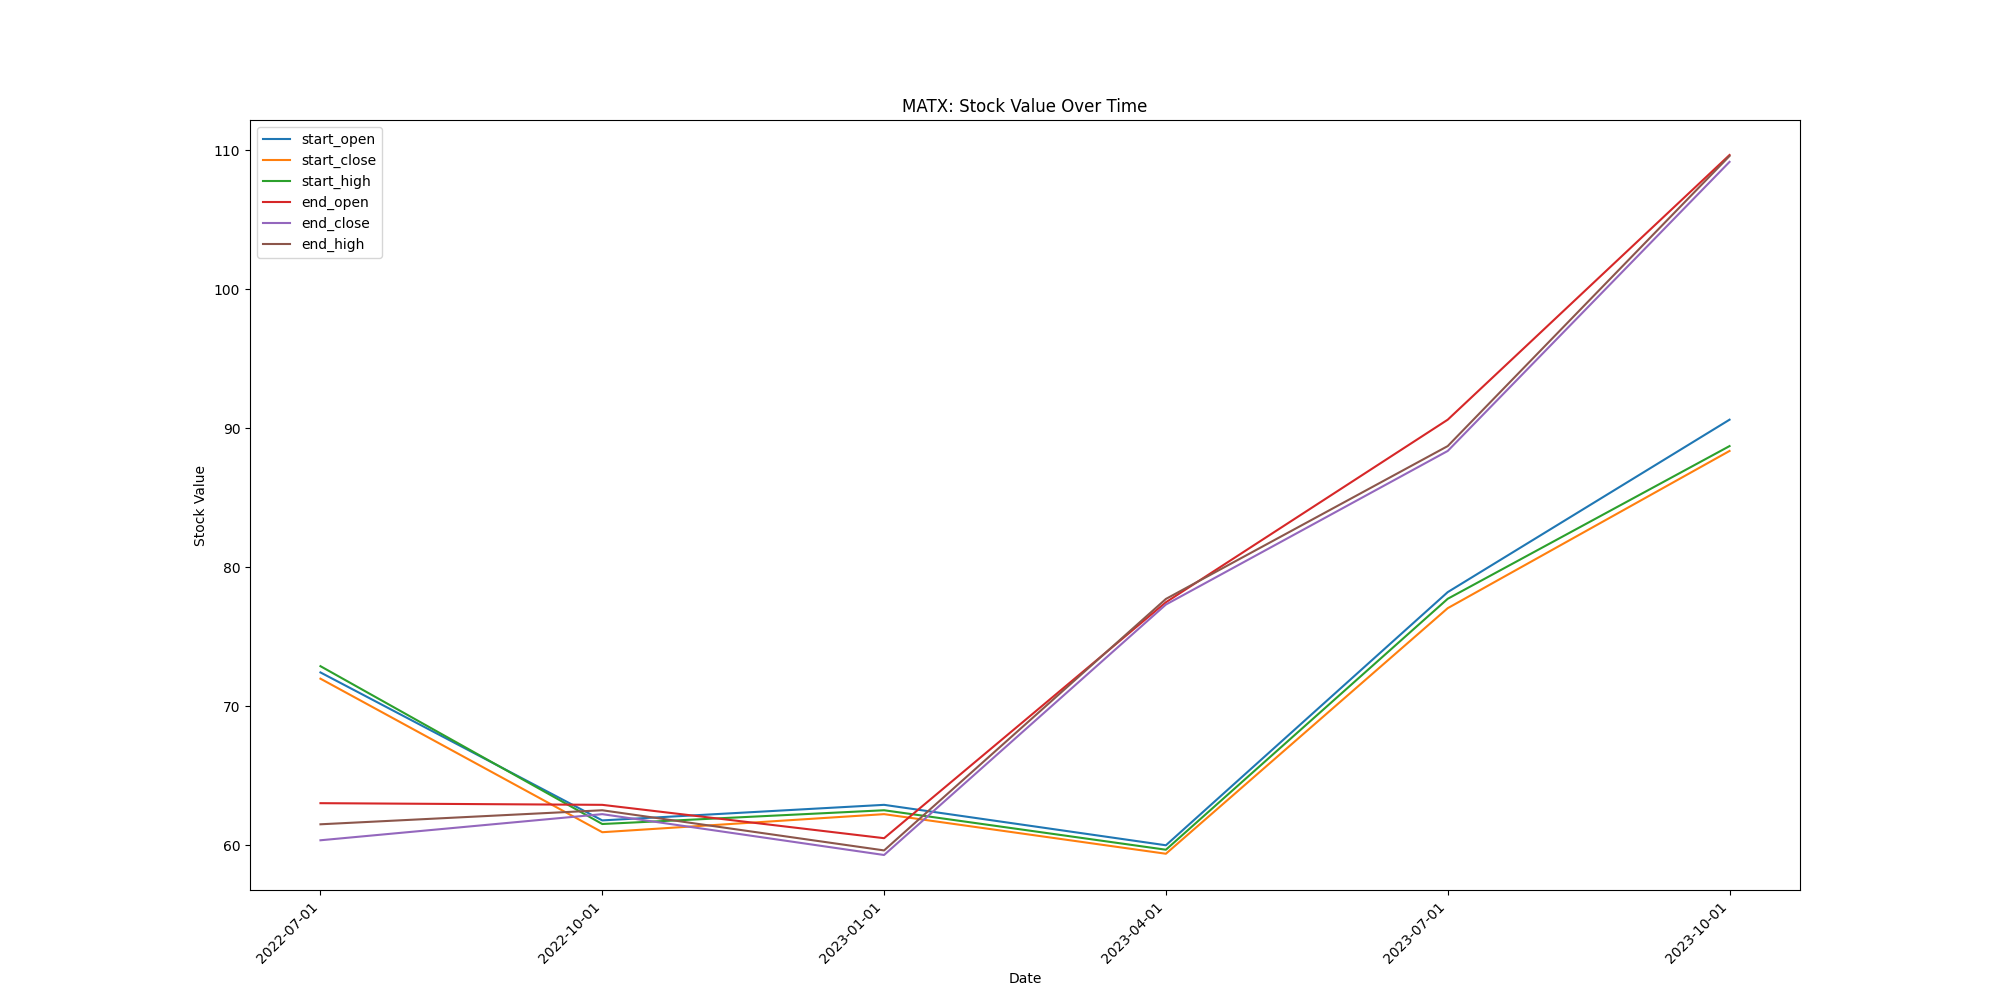 MATX: Stock Value Over Time
start_open
start_close
start_high
end_open
end_close
end_high
110
100
90
80
70
60
Stock Value
2022-07-01
2022-10-01
2023-01-01
2023-04-01
2023-07-01
2023-10-01
Date